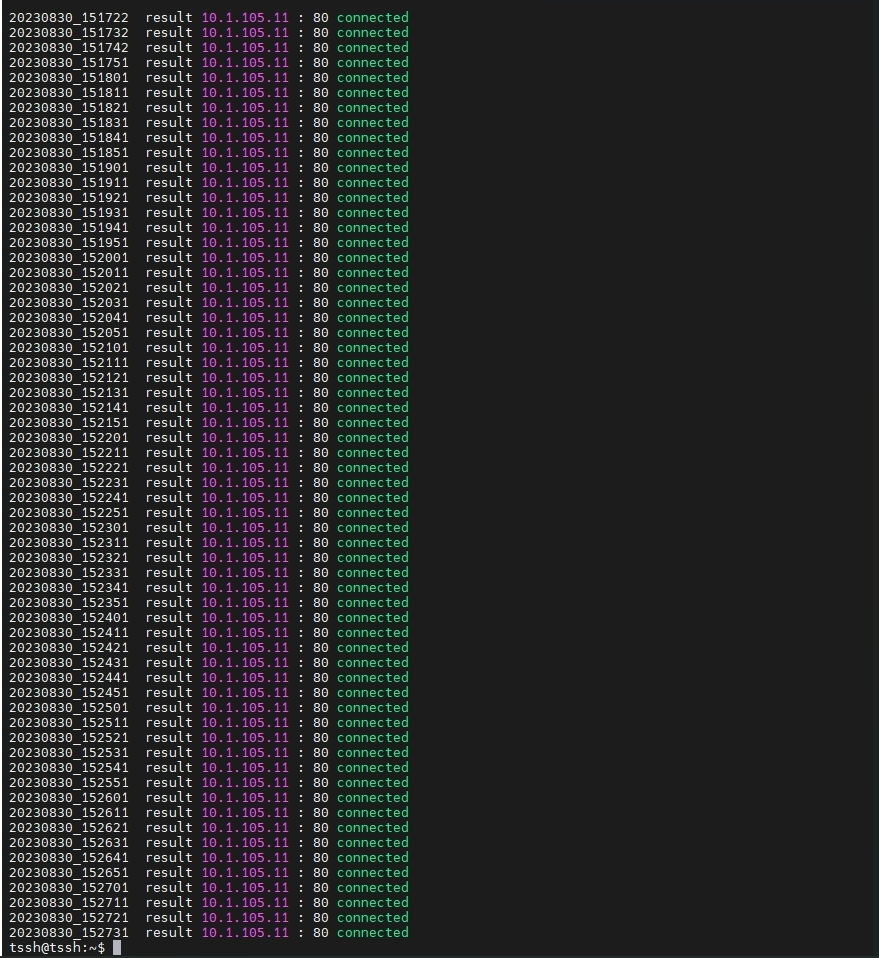 20230830_151722  result 10.1.105.11 : 80 connected
20230830_151732  result 10.1.105.11 : 80 connected
20230830_151742  result 10.1.105.11 : 80 connected
20230830_151751  result 10.1.105.11 : 80 connected
20230830_151801  result 10.1.105.11 : 80 connected
20230830_151811  result 10.1.105.11 : 80 connected
20230830_151821  result 10.1.105.11 : 80 connected
20230830_151831  result 10.1.105.11 : 80 connected
20230830_151841  result 10.1.105.11 : 80 connected
20230830_151851  result 10.1.105.11 : 80 connected
20230830_151901  result 10.1.105.11 : 80 connected
20230830_151911  result 10.1.105.11 : 80 connected
20230830_151921  result 10.1.105.11 : 80 connected
20230830_151931  result 10.1.105.11 : 80 connected
20230830_151941  result 10.1.105.11 : 80 connected
20230830_151951  result 10.1.105.11 : 80 connected
20230830_152001  result 10.1.105.11 : 80 connected
20230830_152011  result 10.1.105.11 : 80 connected
20230830_152021  result 10.1.105.11 : 80 connected
20230830_152031  result 10.1.105.11 : 80 connected
20230830_152041  result 10.1.105.11 : 80 connected
20230830_152051  result 10.1.105.11 : 80 connected
20230830_152101  result 10.1.105.11 : 80 connected
20230830_152111  result 10.1.105.11 : 80 connected
20230830_152121  result 10.1.105.11 : 80 connected
20230830_152131  result 10.1.105.11 : 80 connected
20230830_152141  result 10.1.105.11 : 80 connected
20230830_152151  result 10.1.105.11 : 80 connected
20230830_152201  result 10.1.105.11 : 80 connected
20230830_152211  result 10.1.105.11 : 80 connected
20230830_152221  result 10.1.105.11 : 80 connected
20230830_152231  result 10.1.105.11 : 80 connected
20230830_152241  result 10.1.105.11 : 80 connected
20230830_152251  result 10.1.105.11 : 80 connected
20230830_152301  result 10.1.105.11 : 80 connected
20230830_152311  result 10.1.105.11 : 80 connected
20230830_152321  result 10.1.105.11 : 80 connected
20230830_152331  result 10.1.105.11 : 80 connected
20230830_152341  result 10.1.105.11 : 80 connected
20230830_152351  result 10.1.105.11 : 80 connected
20230830_152401  result 10.1.105.11 : 80 connected
20230830_152411  result 10.1.105.11 : 80 connected
20230830_152421  result 10.1.105.11 : 80 connected
20230830_152431  result 10.1.105.11 : 80 connected
20230830_152441  result 10.1.105.11 : 80 connected
20230830_152451  result 10.1.105.11 : 80 connected
20230830_152501  result 10.1.105.11 : 80 connected
20230830_152511  result 10.1.105.11 : 80 connected
20230830_152521  result 10.1.105.11 : 80 connected
20230830_152531  result 10.1.105.11 : 80 connected
20230830_152541  result 10.1.105.11 : 80 connected
20230830_152551  result 10.1.105.11 : 80 connected
20230830_152601  result 10.1.105.11 : 80 connected
20230830_152611  result 10.1.105.11 : 80 connected
20230830_152621  result 10.1.105.11 : 80 connected
20230830_152631  result 10.1.105.11 : 80 connected
20230830_152641  result 10.1.105.11 : 80 connected
20230830_152651  result 10.1.105.11 : 80 connected
20230830_152701  result 10.1.105.11 : 80 connected
20230830_152711  result 10.1.105.11 : 80 connected
20230830_152721  result 10.1.105.11 : 80 connected
20230830_152731  result 10.1.105.11 : 80 connected
tssh@tssh:~$